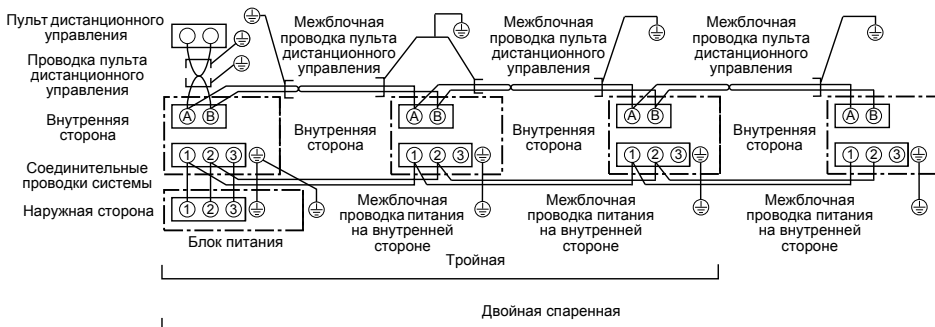 Пульт дистанционного
управления
Межблочная
проводка пульта
дистанционного
управления
Межблочная
проводка пульта
дистанционного
управления
Межблочная
проводка пульта
дистанционного
управления
Проводка пульта
дистанционного
управления
A B
A B
A B
A B
Внутренняя
сторона
Внутренняя
сторона
Внутренняя
сторона
Внутренняя
сторона
1 2 3
1 2 3
1 2 3
1 2 3
Соединительные
проводки системы
Наружная сторона
1 2 3
Блок питания
Межблочная
проводка питания
на внутренней
стороне
Межблочная
проводка питания
на внутренней
стороне
Межблочная
проводка питания
на внутренней
стороне
Тройная
Двойная спаренная